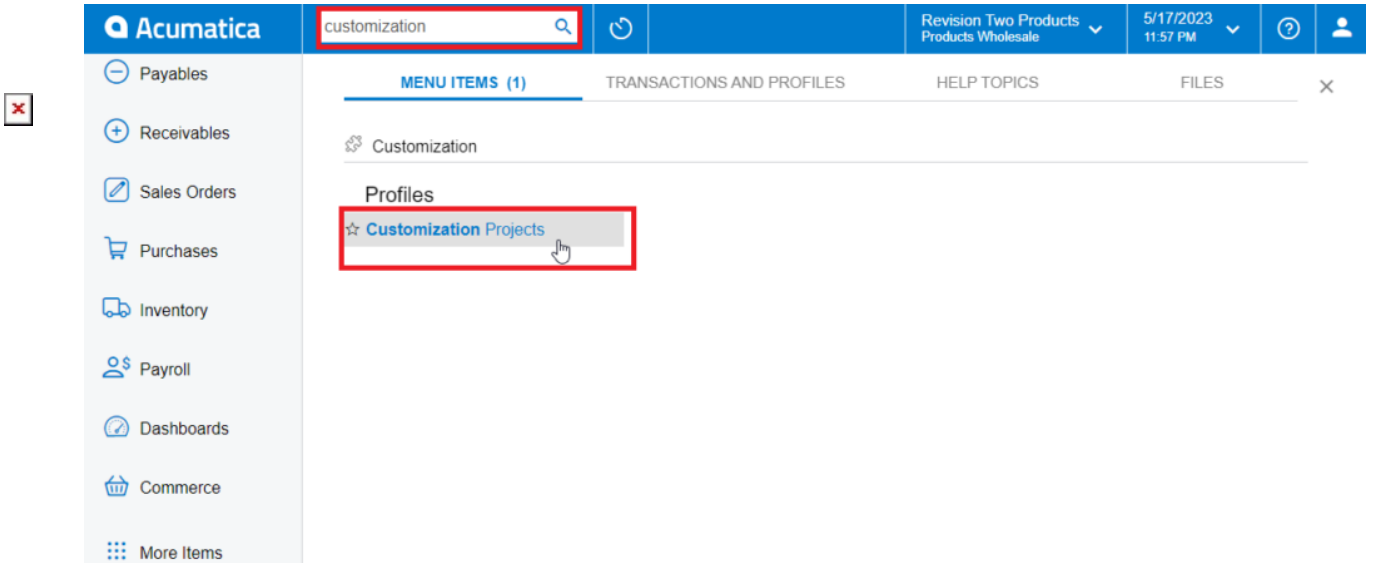 Acumatica
customization
Revision Two Products
Products Wholesale
5/17/2023
11:57 PM
Payables
Receivables
Sales Orders
Purchases
Inventory
Payroll
Dashboards
Commerce
More Items
MENU ITEMS (1)
TRANSACTIONS AND PROFILES
HELP TOPICS
FILES
Customization
Profiles
Customization Projects